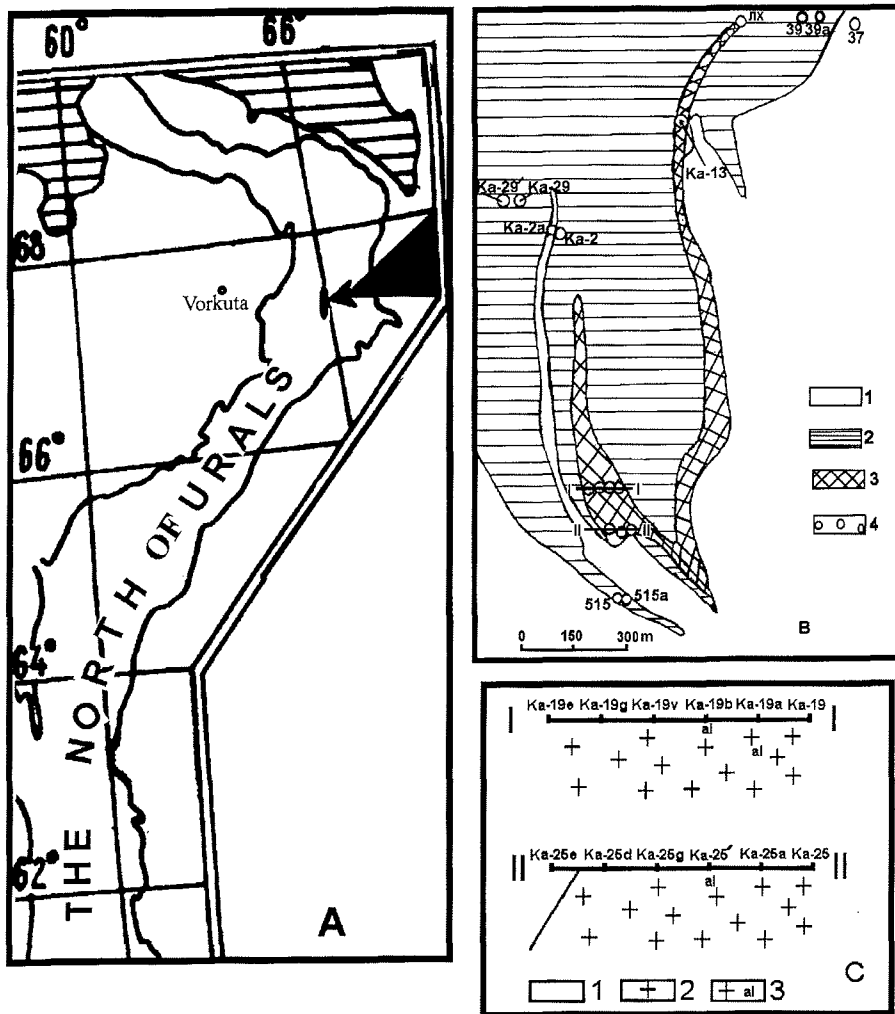 60°
66°
68
Vorkuta
66°
64°
62°
THE NORTH OF URALS
A
лх
39 39a
37
Ka-13
Ka-29' Ka-29
Ka-2a
Ka-2
I I
II II
515 515a
0 150 300 m
1
2
3
4
B
I Ka-19e Ka-19g Ka-19v Ka-19b Ka-19a Ka-19 I
al
al
II Ka-25e Ka-25d Ka-25g Ka-25' Ka-25a Ka-25 II
al
1 2 al 3
C